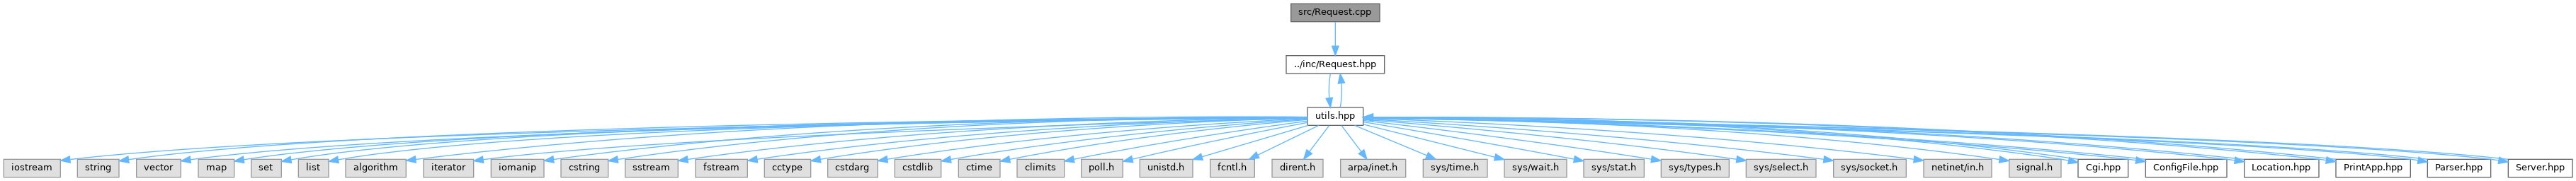 src/Request.cpp
../inc/Request.hpp
utils.hpp
iostream
string
vector
map
set
list
algorithm
iterator
iomanip
cstring
sstream
fstream
cctype
cstdarg
cstdlib
ctime
climits
poll.h
unistd.h
fcntl.h
dirent.h
arpa/inet.h
sys/time.h
sys/wait.h
sys/stat.h
sys/types.h
sys/select.h
sys/socket.h
netinet/in.h
signal.h
Cgi.hpp
ConfigFile.hpp
Location.hpp
PrintApp.hpp
Parser.hpp
Server.hpp